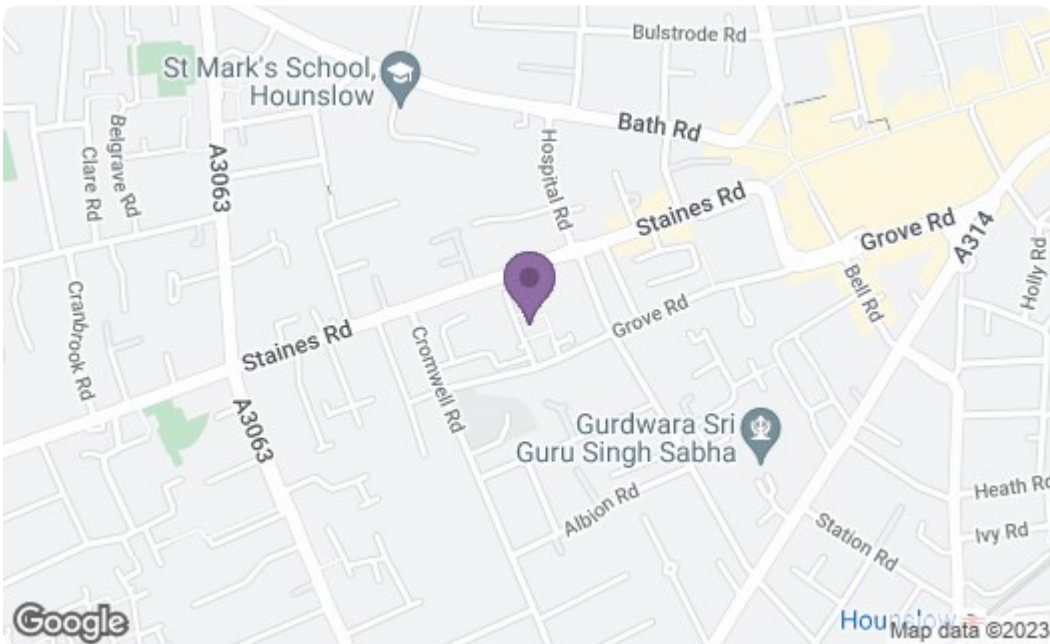 Bulstrode Rd
St Mark's School,
Hounslow
Bath Rd
Belgrave Rd
Clare Rd
A3063
Hospital Rd
Staines Rd
Grove Rd
A314
Holly Rd
Bell Rd
Cranbrook Rd
Staines Rd
Cromwell Rd
Grove Rd
A3063
Gurdwara Sri
Guru Singh Sabha
Albion Rd
Heath Rd
Ivy Rd
Station Rd
Google
Hounslow
Map data ©2023